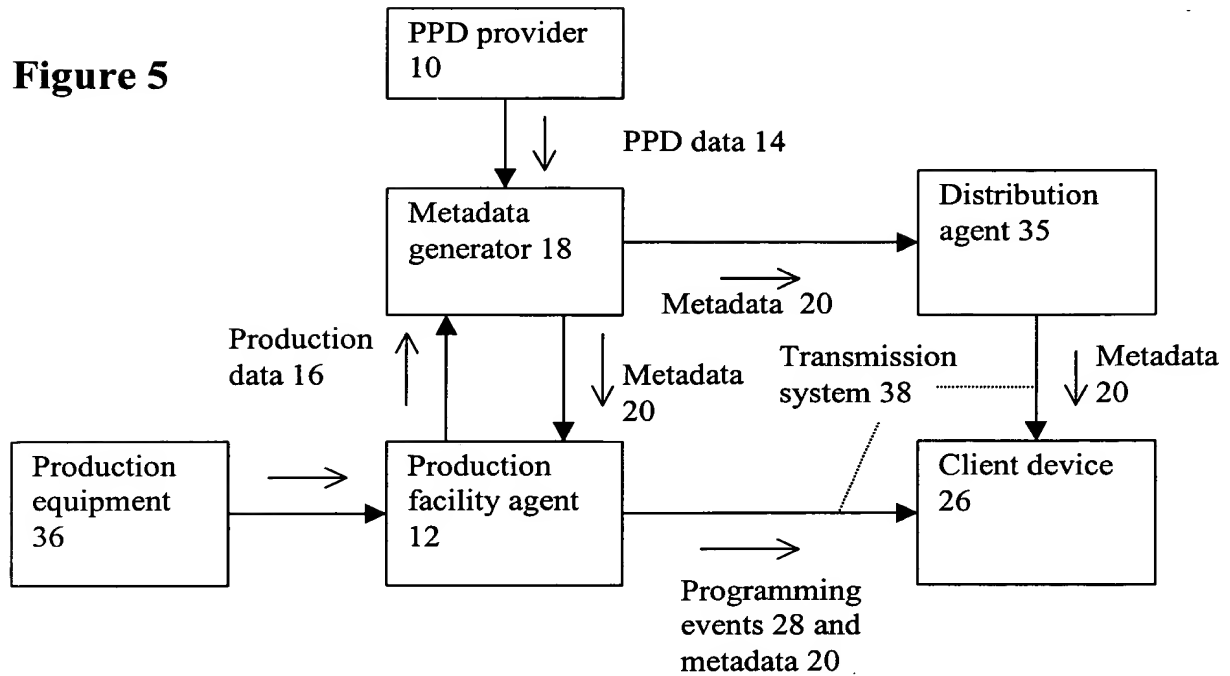 Figure 5
PPD provider
10
PPD data 14
Metadata
generator 18
Distribution
agent 35
Metadata 20
Production
data 16
Metadata
20
Transmission
system 38
Metadata
20
Production
equipment
36
Production
facility agent
12
Client device
26
Programming
events 28 and
metadata 20